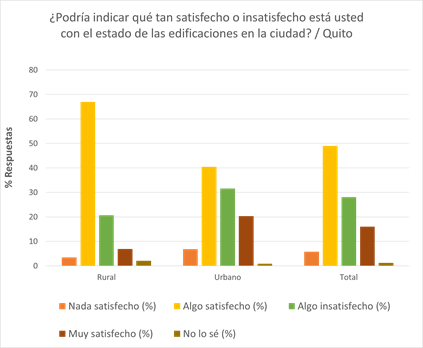 ¿Podría indicar qué tan satisfecho o insatisfecho está usted
con el estado de las edificaciones en la ciudad? / Quito
% Respuestas
80
70
60
50
40
30
20
10
0
Rural Urbano Total
Nada satisfecho (%) Algo satisfecho (%) Algo insatisfecho (%)
Muy satisfecho (%) No lo sé (%)